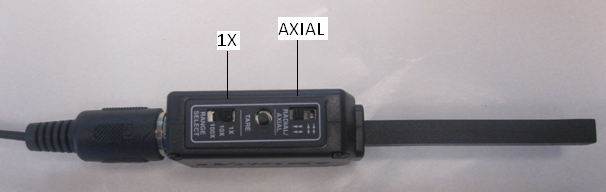 1X
AXIAL
1X
10X
100X
RANGE
SELECT
TARE
RADIAL/
AXIAL